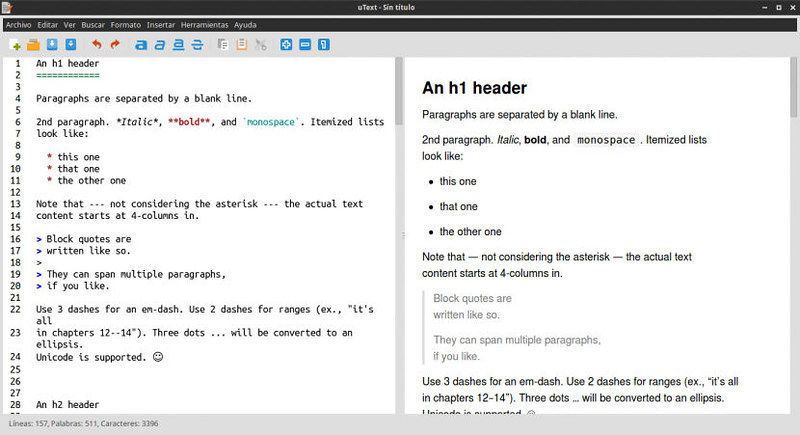 uText - Sin título
Archivo Editar Ver Buscar Formato Insertar Herramientas Ayuda
1 An h1 header
2 ============
3
4 Paragraphs are separated by a blank line.
5
6 2nd paragraph. *Italic*, **bold**, and `monospace`. Itemized lists
7 look like:
8
9 * this one
10 * that one
11 * the other one
12
13 Note that --- not considering the asterisk --- the actual text
14 content starts at 4-columns in.
15
16 > Block quotes are
17 > written like so.
18 >
19 > They can span multiple paragraphs,
20 > if you like.
21
22 Use 3 dashes for an em-dash. Use 2 dashes for ranges (ex., "it's
all
23 in chapters 12--14"). Three dots ... will be converted to an
ellipsis.
24 Unicode is supported. ☺
25
26
27
28 An h2 header
An h1 header
Paragraphs are separated by a blank line.
2nd paragraph. Italic, bold, and monospace . Itemized lists
look like:
• this one
• that one
• the other one
Note that — not considering the asterisk — the actual text
content starts at 4-columns in.
Block quotes are
written like so.
They can span multiple paragraphs,
if you like.
Use 3 dashes for an em-dash. Use 2 dashes for ranges (ex., “it’s all
in chapters 12–14”). Three dots … will be converted to an ellipsis.
Unicode is supported. ☺
Líneas: 157, Palabras: 511, Caracteres: 3396